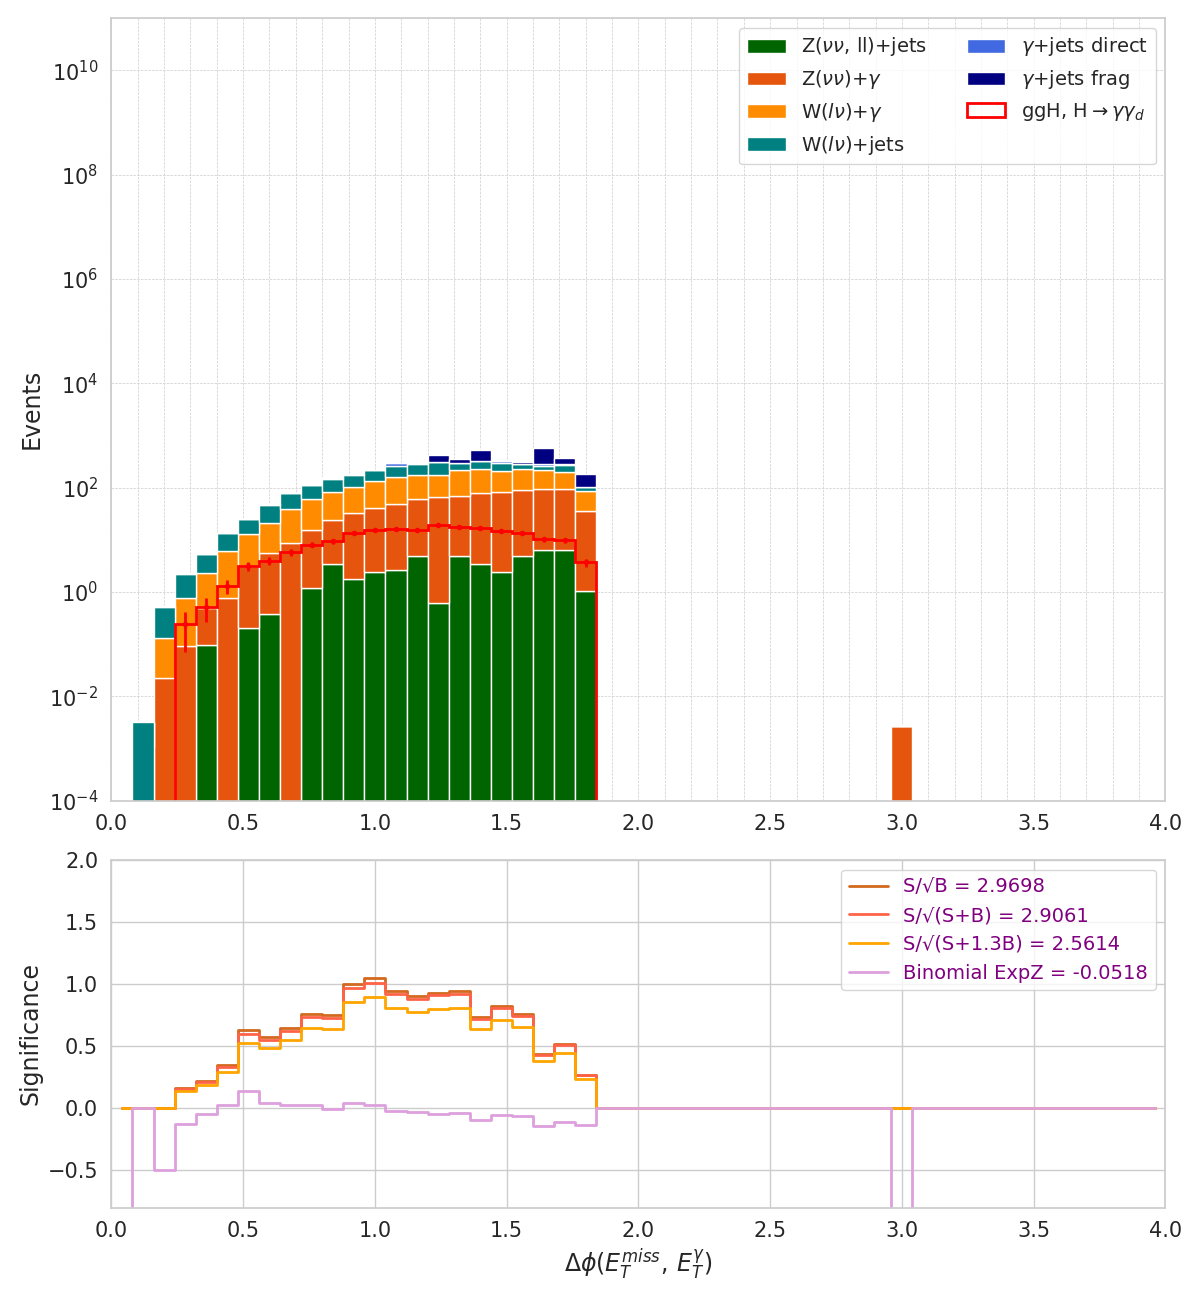 Z(νν, ll)+jets
Z(νν)+γ
W(lν)+γ
W(lν)+jets
γ+jets direct
γ+jets frag
ggH, H→γγ_d
Events
10^10
10^8
10^6
10^4
10^2
10^0
10^−2
10^−4
0.0 0.5 1.0 1.5 2.0 2.5 3.0 3.5 4.0
S/√B = 2.9698
S/√(S+B) = 2.9061
S/√(S+1.3B) = 2.5614
Binomial ExpZ = -0.0518
Significance
2.0
1.5
1.0
0.5
0.0
−0.5
0.0 0.5 1.0 1.5 2.0 2.5 3.0 3.5 4.0
Δϕ(E_T^miss, E_T^γ)